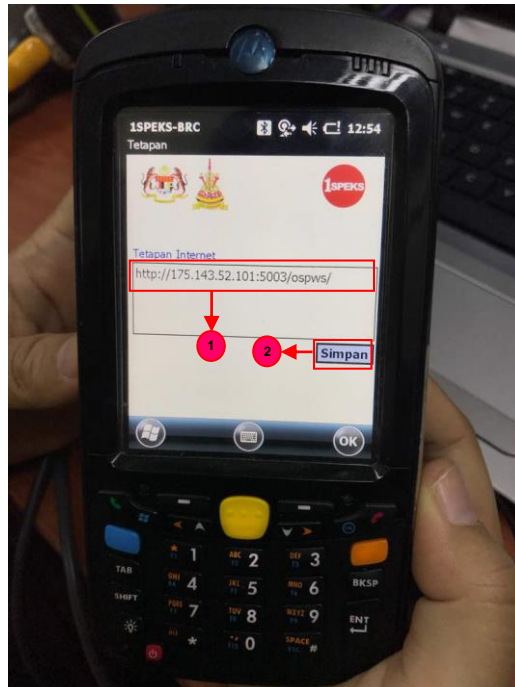 1SPEKS-BRC 12:54
Tetapan
1SPEKS
Tetapan Internet
http://175.143.52.101:5003/ospws/
1
2
Simpan
OK
1
ABC 2
DEF 3
TAB
GHI 4
JKL 5
MNO 6
BKSP
SHIFT
PQRS 7
TUV 8
WXYZ 9
ENT
* 0 SPACE #